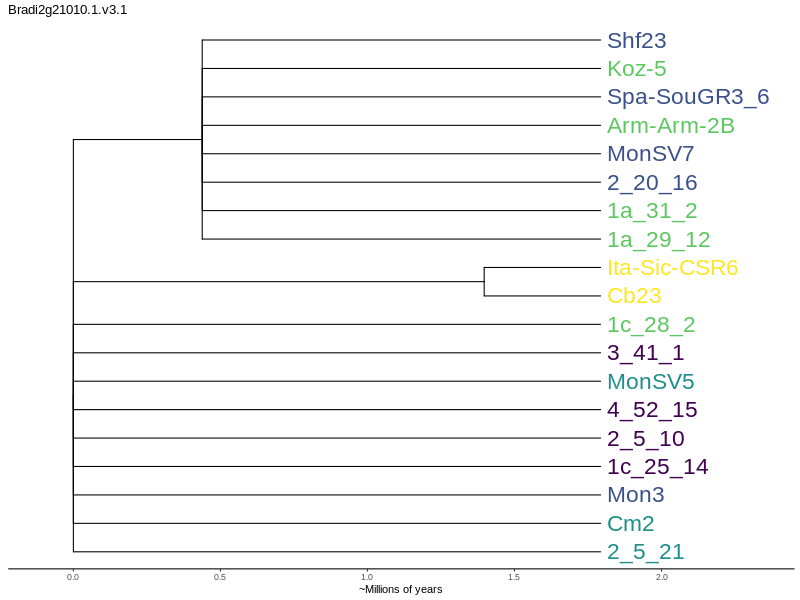 Bradi2g21010.1.v3.1
Shf23
Koz-5
Spa-SouGR3_6
Arm-Arm-2B
MonSV7
2_20_16
1a_31_2
1a_29_12
Ita-Sic-CSR6
Cb23
1c_28_2
3_41_1
MonSV5
4_52_15
2_5_10
1c_25_14
Mon3
Cm2
2_5_21
0.0 0.5 1.0 1.5 2.0
~Millions of years